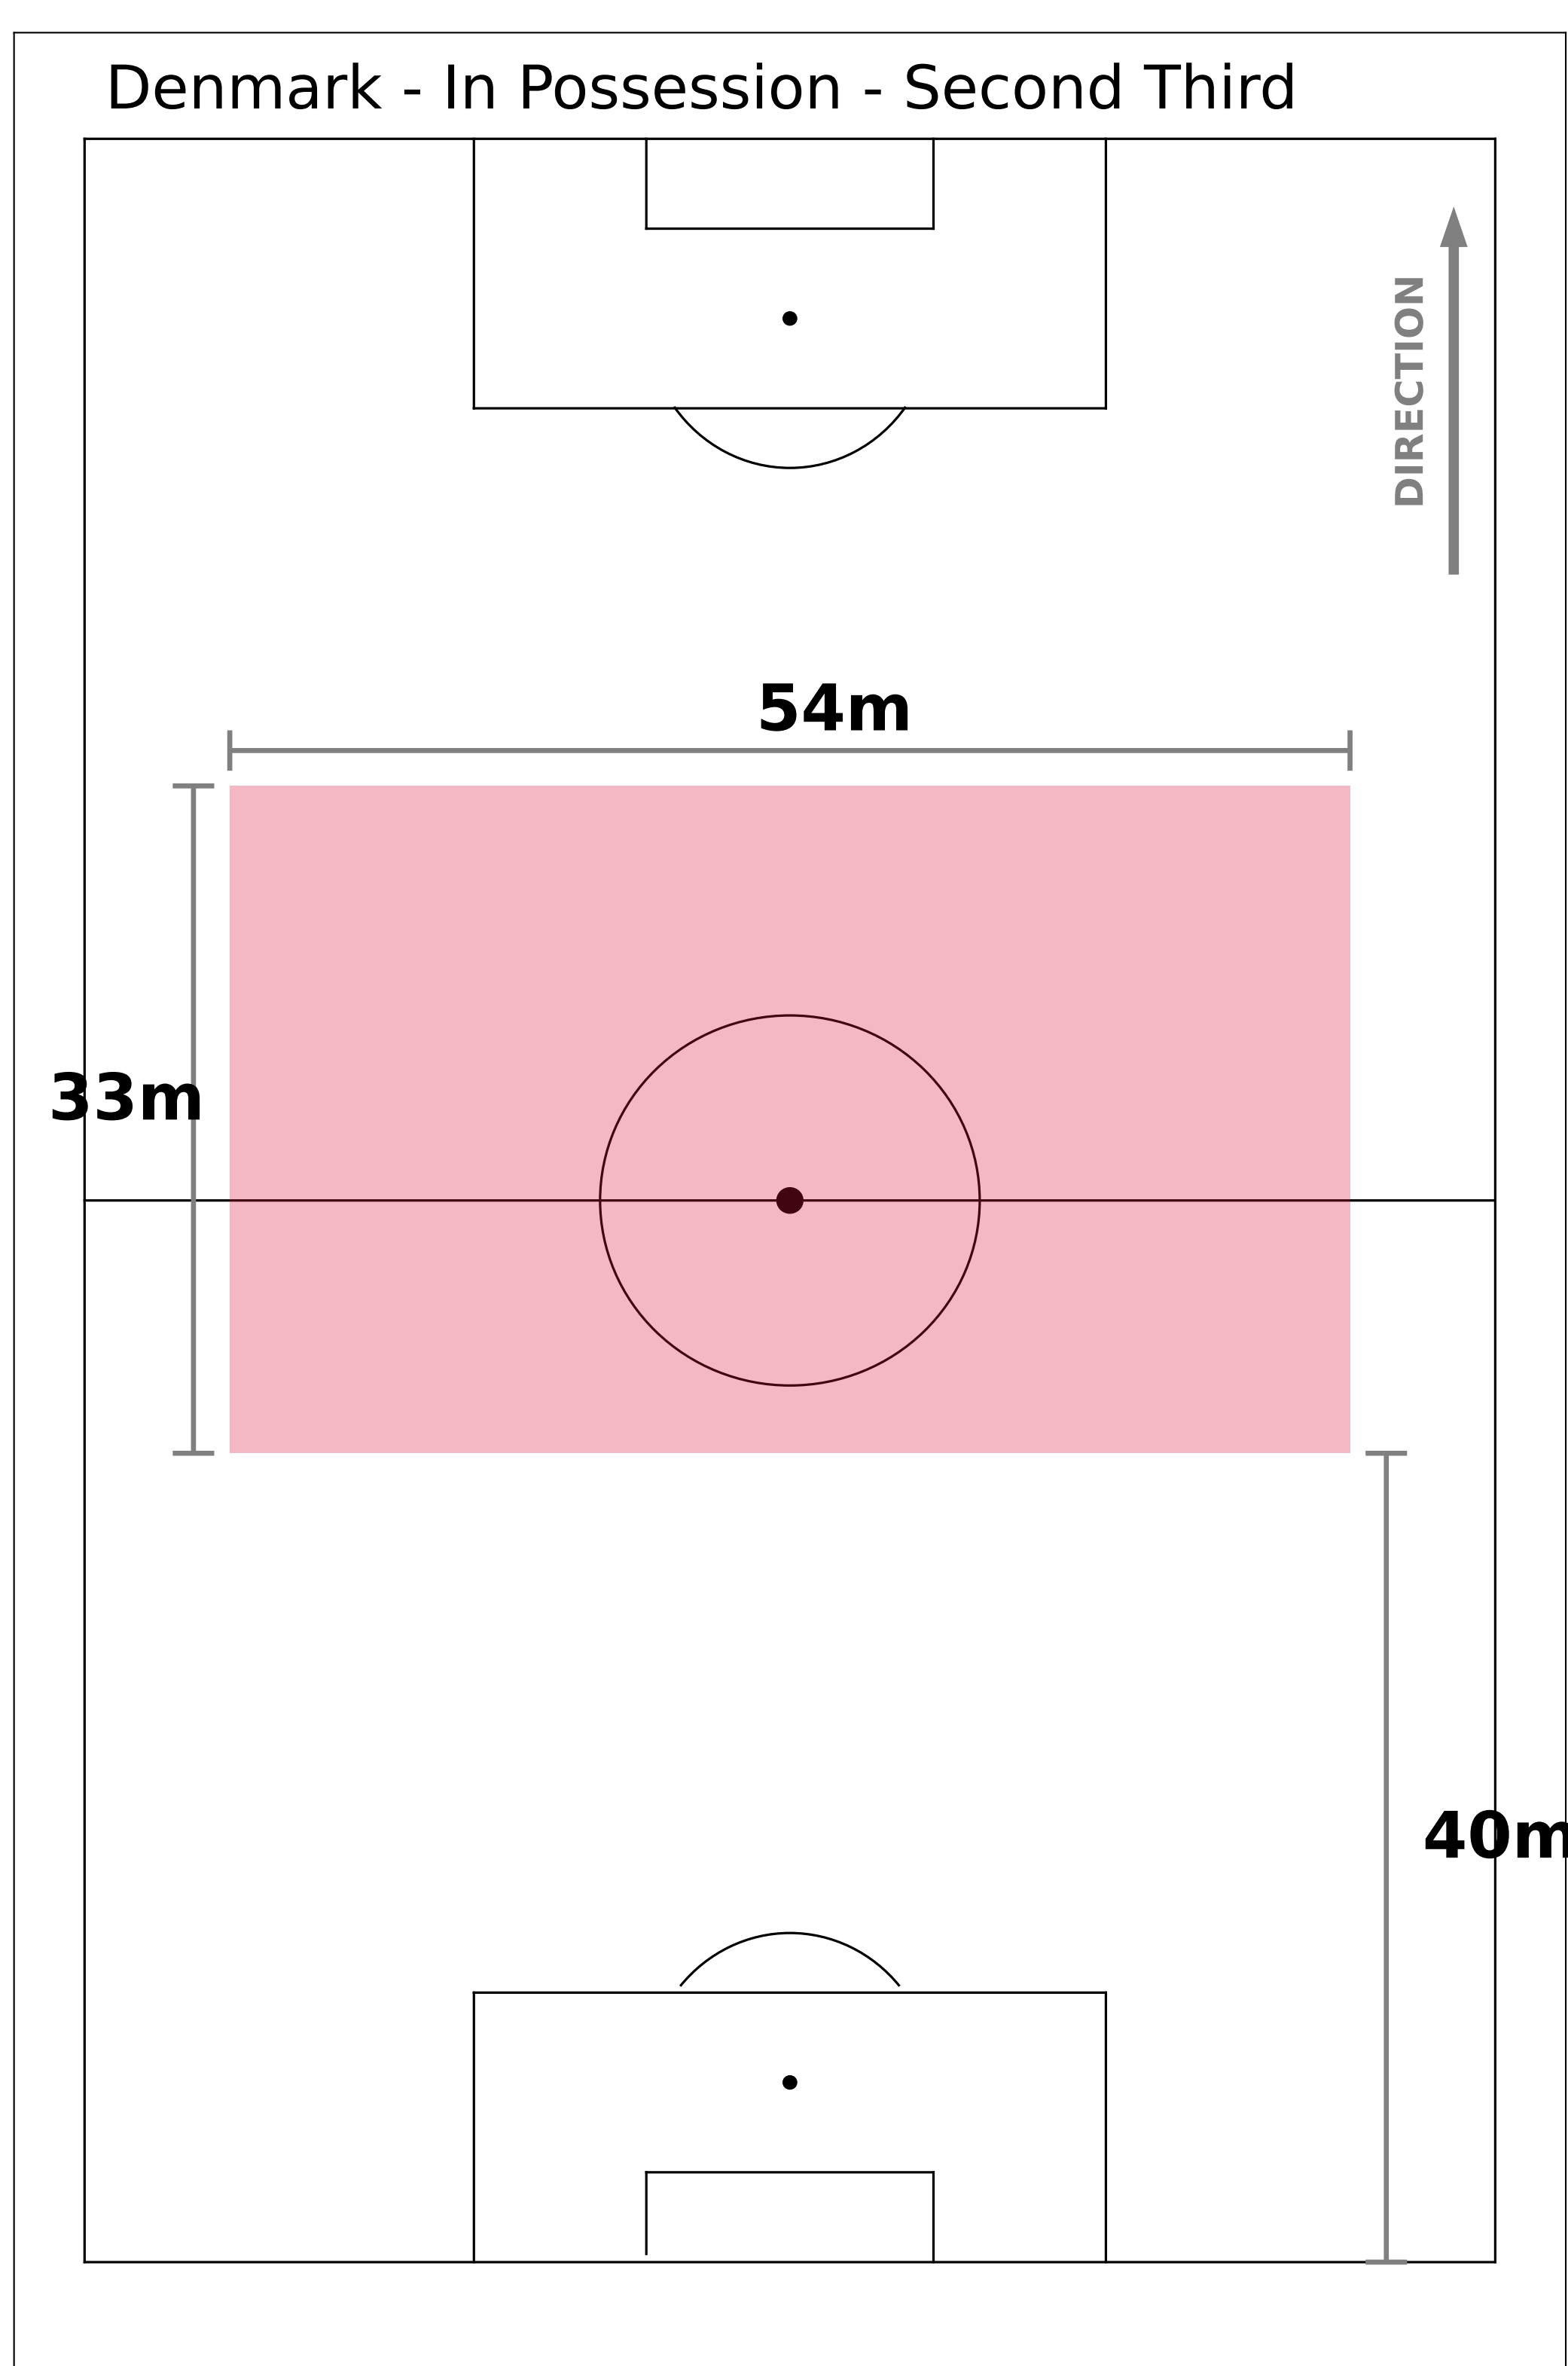 Denmark - In Possession - Second Third
DIRECTION
54m
33m
40m